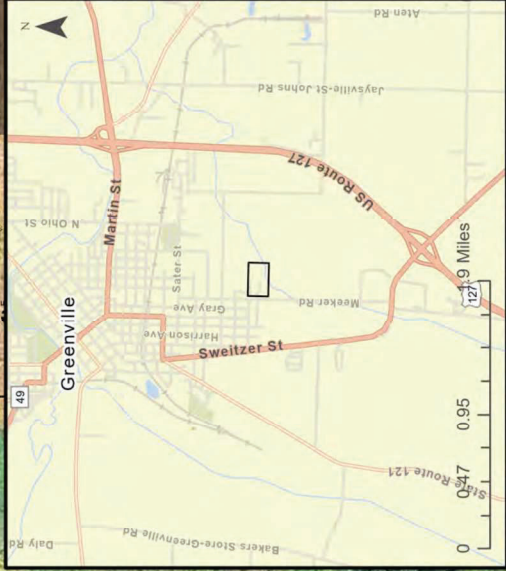 N
Aten Rd
Jaysville-St Johns Rd
US Route 127
N Ohio St
Martin St
Sater St
Greenville
Gray Ave
Harrison Ave
Meeker Rd
Sweitzer St
49
127
State Route 121
Bakers Store-Greenville Rd
Daly Rd
0 0.47 0.95 1.9 Miles